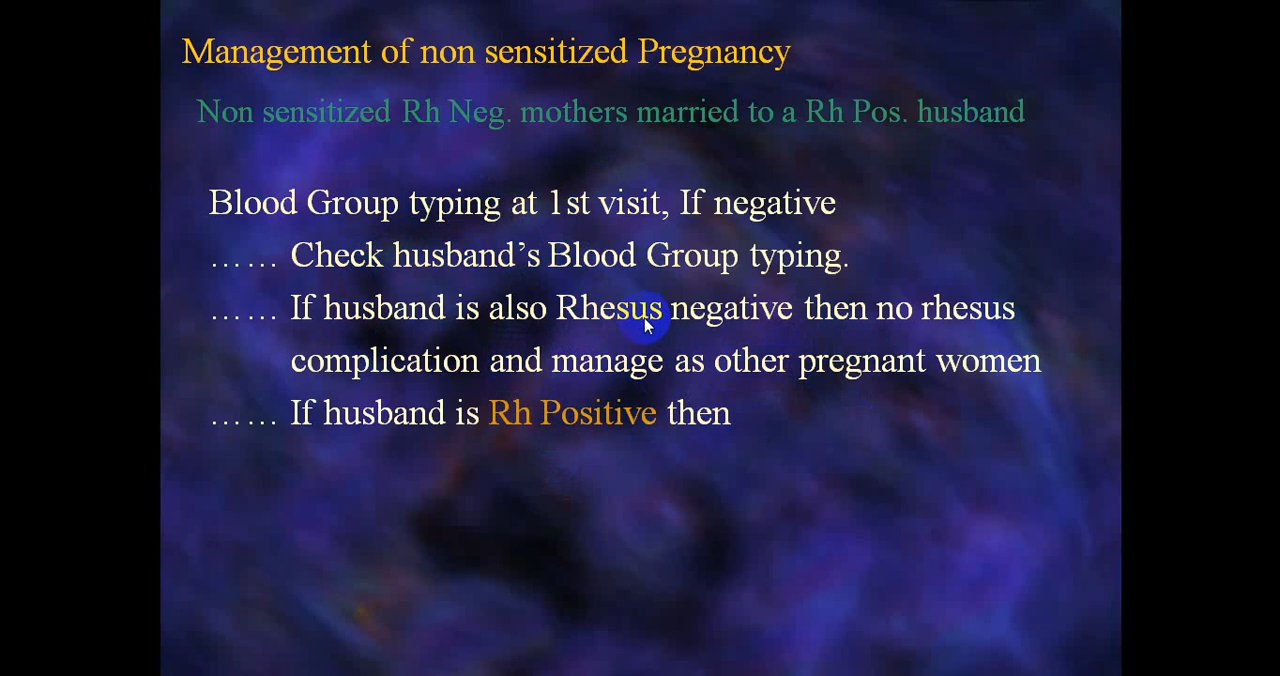 Management of non sensitized Pregnancy
Non sensitized Rh Neg. mothers married to a Rh Pos. husband
Blood Group typing at 1st visit, If negative
…… Check husband’s Blood Group typing.
…… If husband is also Rhesus negative then no rhesus
complication and manage as other pregnant women
…… If husband is Rh Positive then